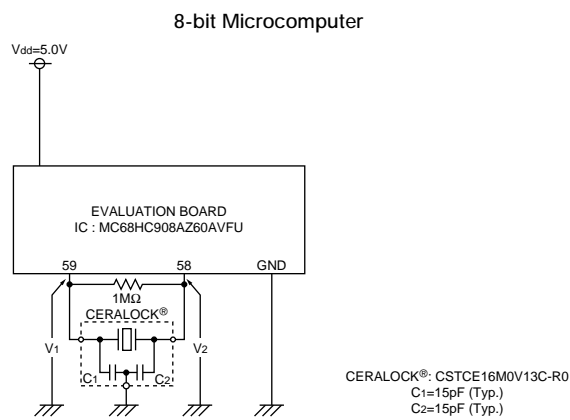 8-bit Microcomputer
Vdd=5.0V
EVALUATION BOARD
IC : MC68HC908AZ60AVFU
59 58 GND
1MΩ
CERALOCK®
V1 V2
C1 C2
CERALOCK®: CSTCE16M0V13C-R0
C1=15pF (Typ.)
C2=15pF (Typ.)